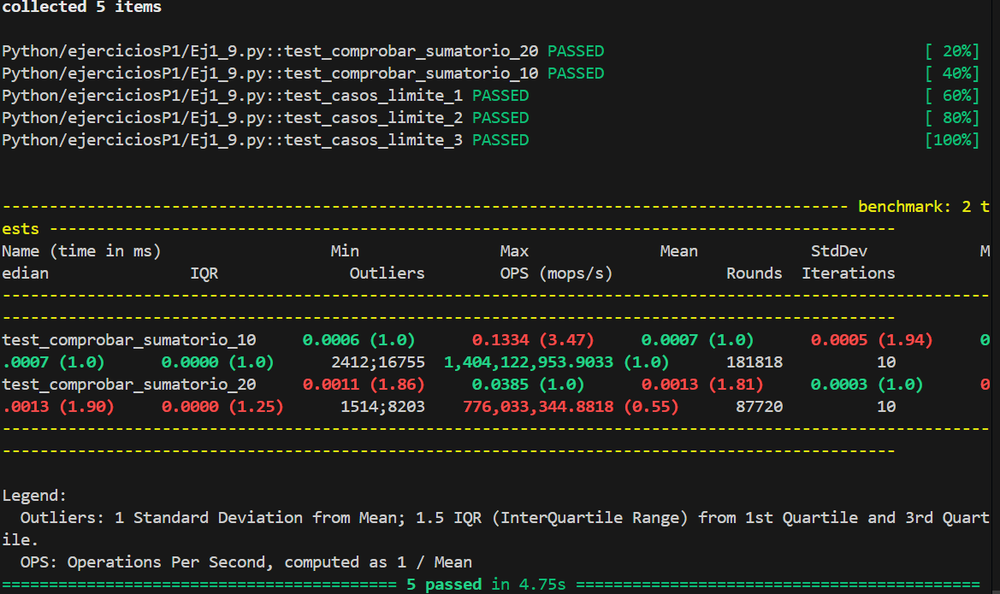 collected 5 items
Python/ejerciciosP1/Ej1_9.py::test_comprobar_sumatorio_20 PASSED [ 20%]
Python/ejerciciosP1/Ej1_9.py::test_comprobar_sumatorio_10 PASSED [ 40%]
Python/ejerciciosP1/Ej1_9.py::test_casos_limite_1 PASSED [ 60%]
Python/ejerciciosP1/Ej1_9.py::test_casos_limite_2 PASSED [ 80%]
Python/ejerciciosP1/Ej1_9.py::test_casos_limite_3 PASSED [100%]
------------------------------------------------------------------------------------------ benchmark: 2 t
ests ------------------------------------------------------------------------------------------
Name (time in ms) Min Max Mean StdDev M
edian IQR Outliers OPS (mops/s) Rounds Iterations
---------------------------------------------------------------------------------------------------------
-----------------------------------------------------------------------------------------------
test_comprobar_sumatorio_10 0.0006 (1.0) 0.1334 (3.47) 0.0007 (1.0) 0.0005 (1.94) 0
.0007 (1.0) 0.0000 (1.0) 2412;16755 1,404,122,953.9033 (1.0) 181818 10
test_comprobar_sumatorio_20 0.0011 (1.86) 0.0385 (1.0) 0.0013 (1.81) 0.0003 (1.0) 0
.0013 (1.90) 0.0000 (1.25) 1514;8203 776,033,344.8818 (0.55) 87720 10
---------------------------------------------------------------------------------------------------------
-----------------------------------------------------------------------------------------------
Legend:
Outliers: 1 Standard Deviation from Mean; 1.5 IQR (InterQuartile Range) from 1st Quartile and 3rd Quart
ile.
OPS: Operations Per Second, computed as 1 / Mean
========================================== 5 passed in 4.75s ===========================================